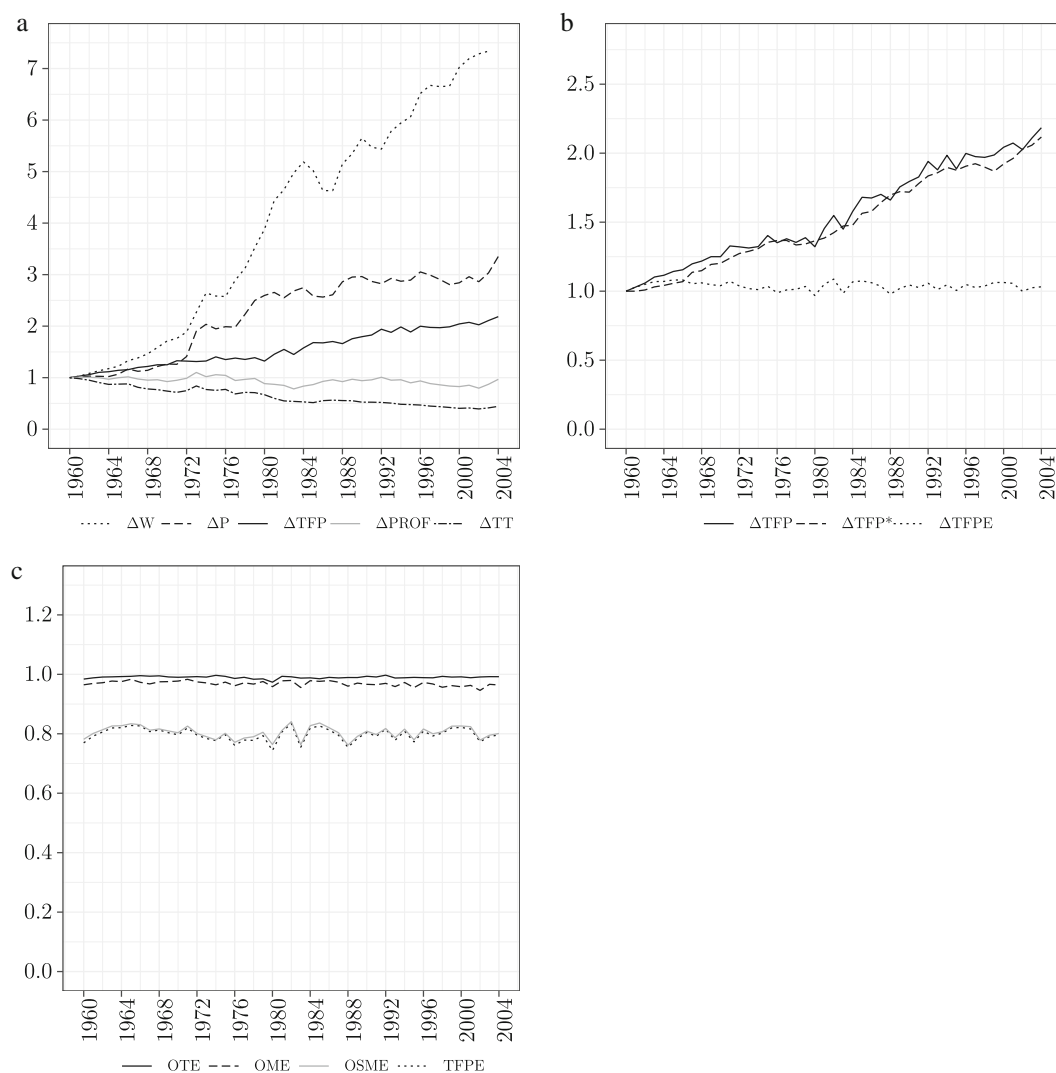 a
7
6
5
4
3
2
1
0
1960 1964 1968 1972 1976 1980 1984 1988 1992 1996 2000 2004
ΔW ΔP ΔTFP ΔPROF ΔTT
b
2.5
2.0
1.5
1.0
0.5
0.0
1960 1964 1968 1972 1976 1980 1984 1988 1992 1996 2000 2004
ΔTFP ΔTFP* ΔTFPE
c
1.2
1.0
0.8
0.6
0.4
0.2
0.0
1960 1964 1968 1972 1976 1980 1984 1988 1992 1996 2000 2004
OTE OME OSME TFPE